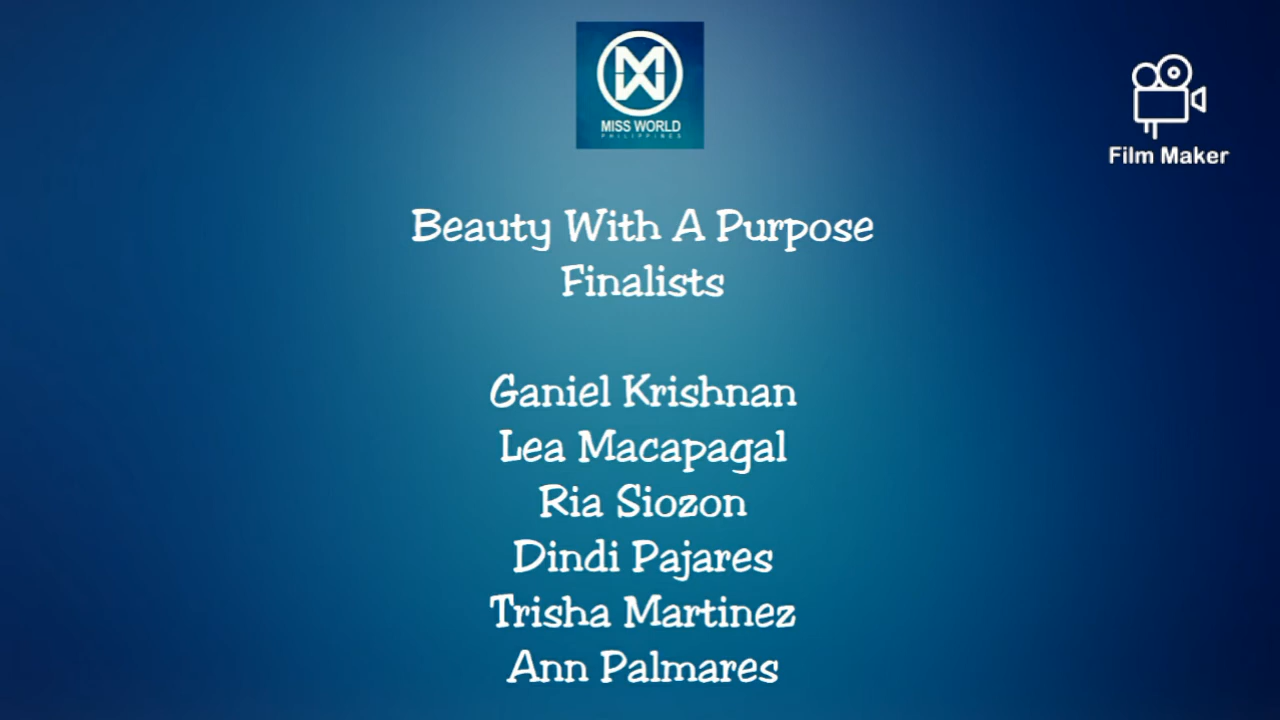 MISS WORLD
PHILIPPINES
Film Maker
Beauty With A Purpose
Finalists
Ganiel Krishnan
Lea Macapagal
Ria Siozon
Dindi Pajares
Trisha Martinez
Ann Palmares